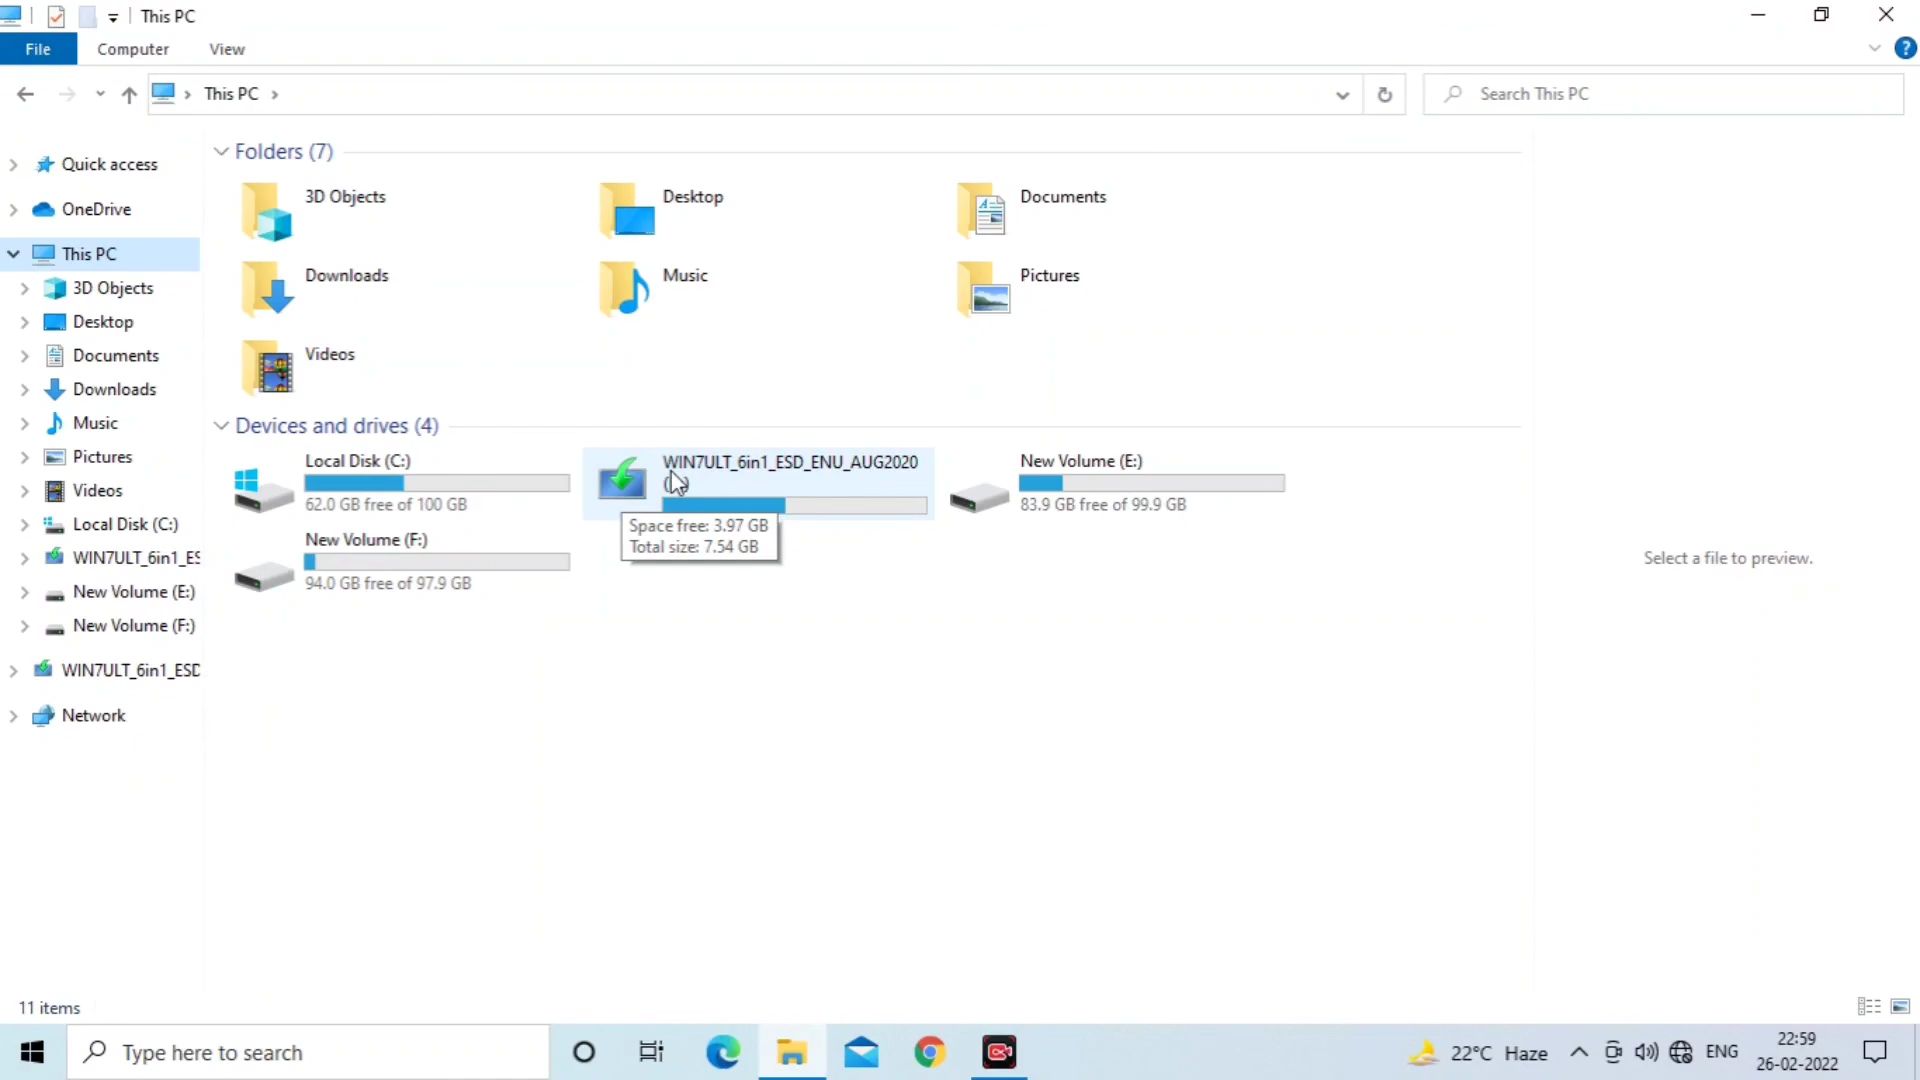 This PC
File
Computer
View
This PC
Search This PC
Quick access
OneDrive
This PC
3D Objects
Desktop
Documents
Downloads
Music
Pictures
Videos
Local Disk (C:)
WIN7ULT_6in1_ES
New Volume (E:)
New Volume (F:)
WIN7ULT_6in1_ESD
Network
Folders (7)
3D Objects
Desktop
Documents
Downloads
Music
Pictures
Videos
Devices and drives (4)
Local Disk (C:)
62.0 GB free of 100 GB
WIN7ULT_6in1_ESD_ENU_AUG2020
Space free: 3.97 GB
Total size: 7.54 GB
New Volume (E:)
83.9 GB free of 99.9 GB
New Volume (F:)
94.0 GB free of 97.9 GB
Select a file to preview.
11 items
Type here to search
22°C Haze
ENG
22:59
26-02-2022